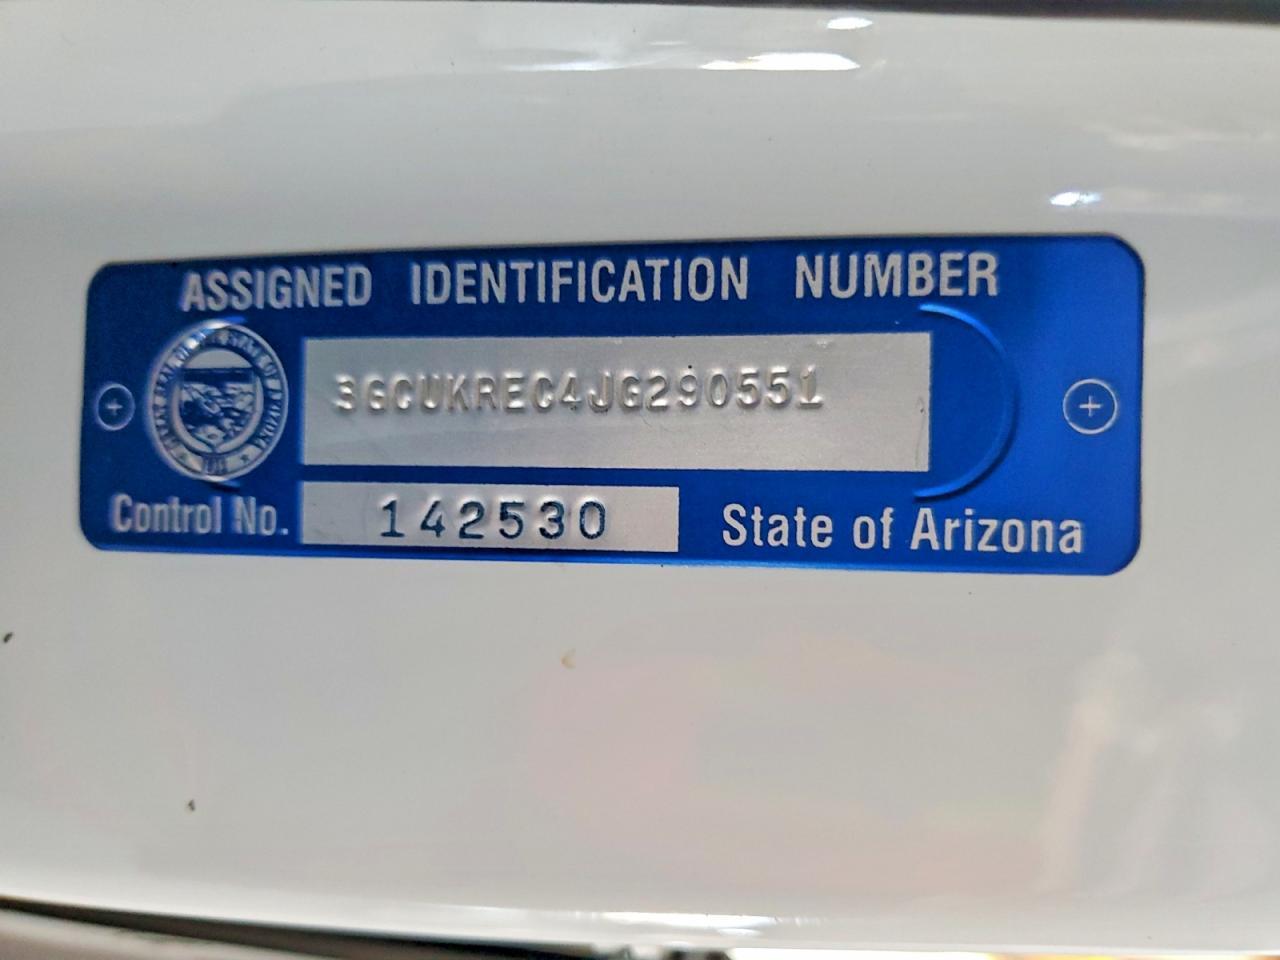 ASSIGNED IDENTIFICATION NUMBER
3GCUKREC4JG290551
Control No. 142530 State of Arizona